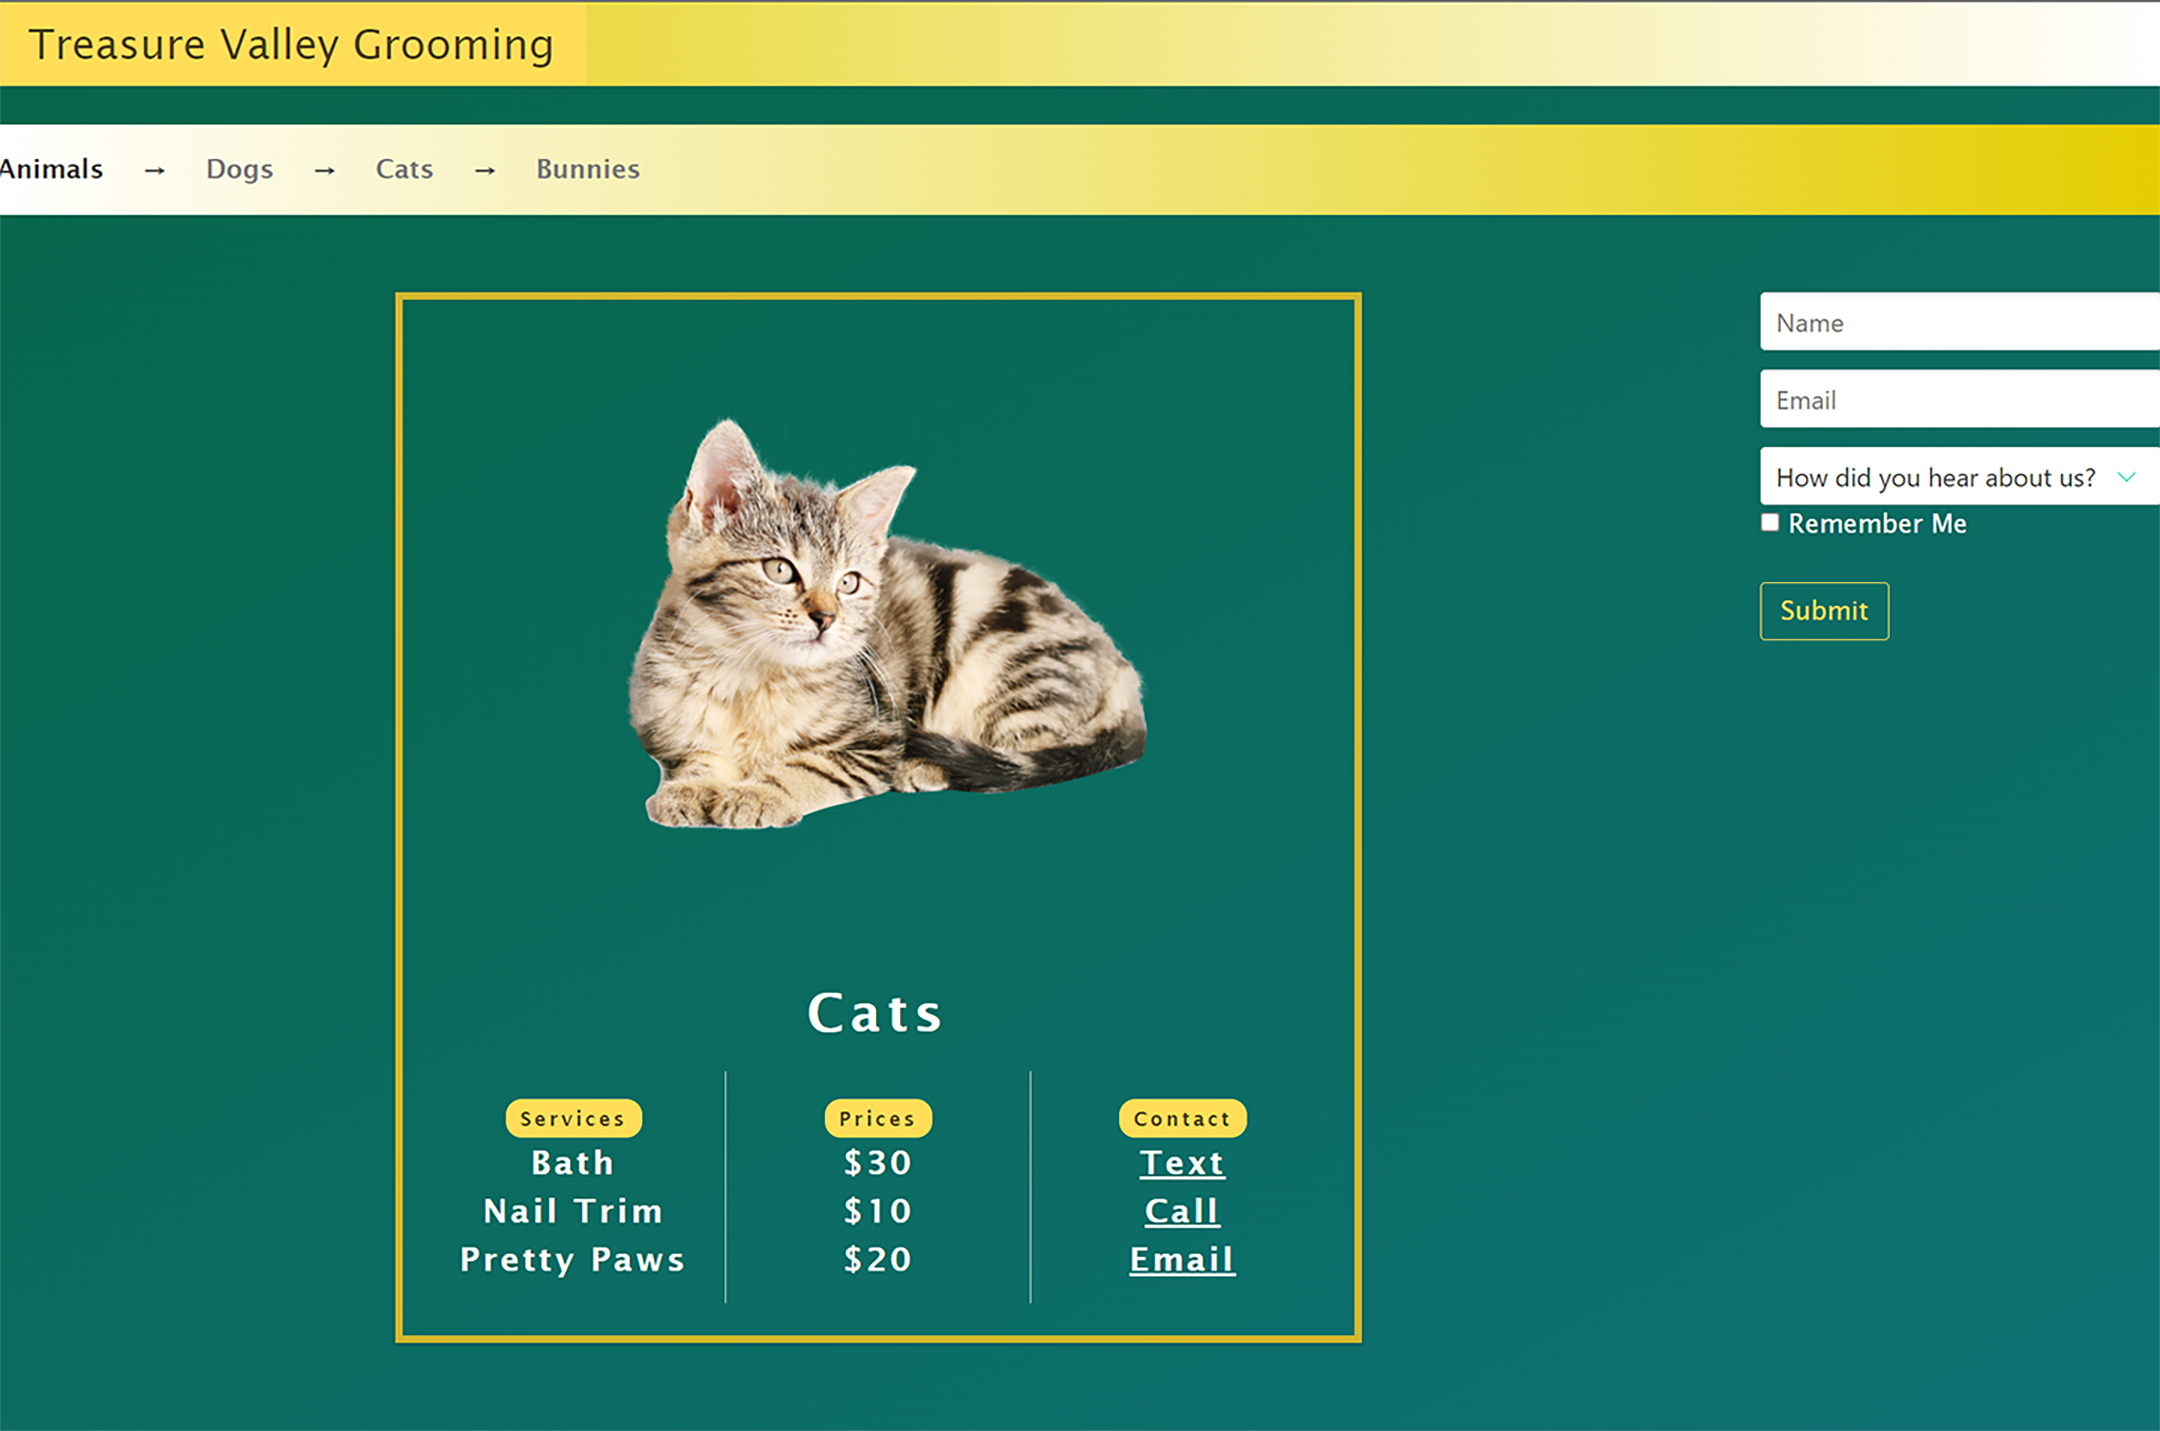 Treasure Valley Grooming
Animals → Dogs → Cats → Bunnies
Name
Email
How did you hear about us?
Remember Me
Submit
Cats
Services Prices Contact
Bath $30 Text
Nail Trim $10 Call
Pretty Paws $20 Email